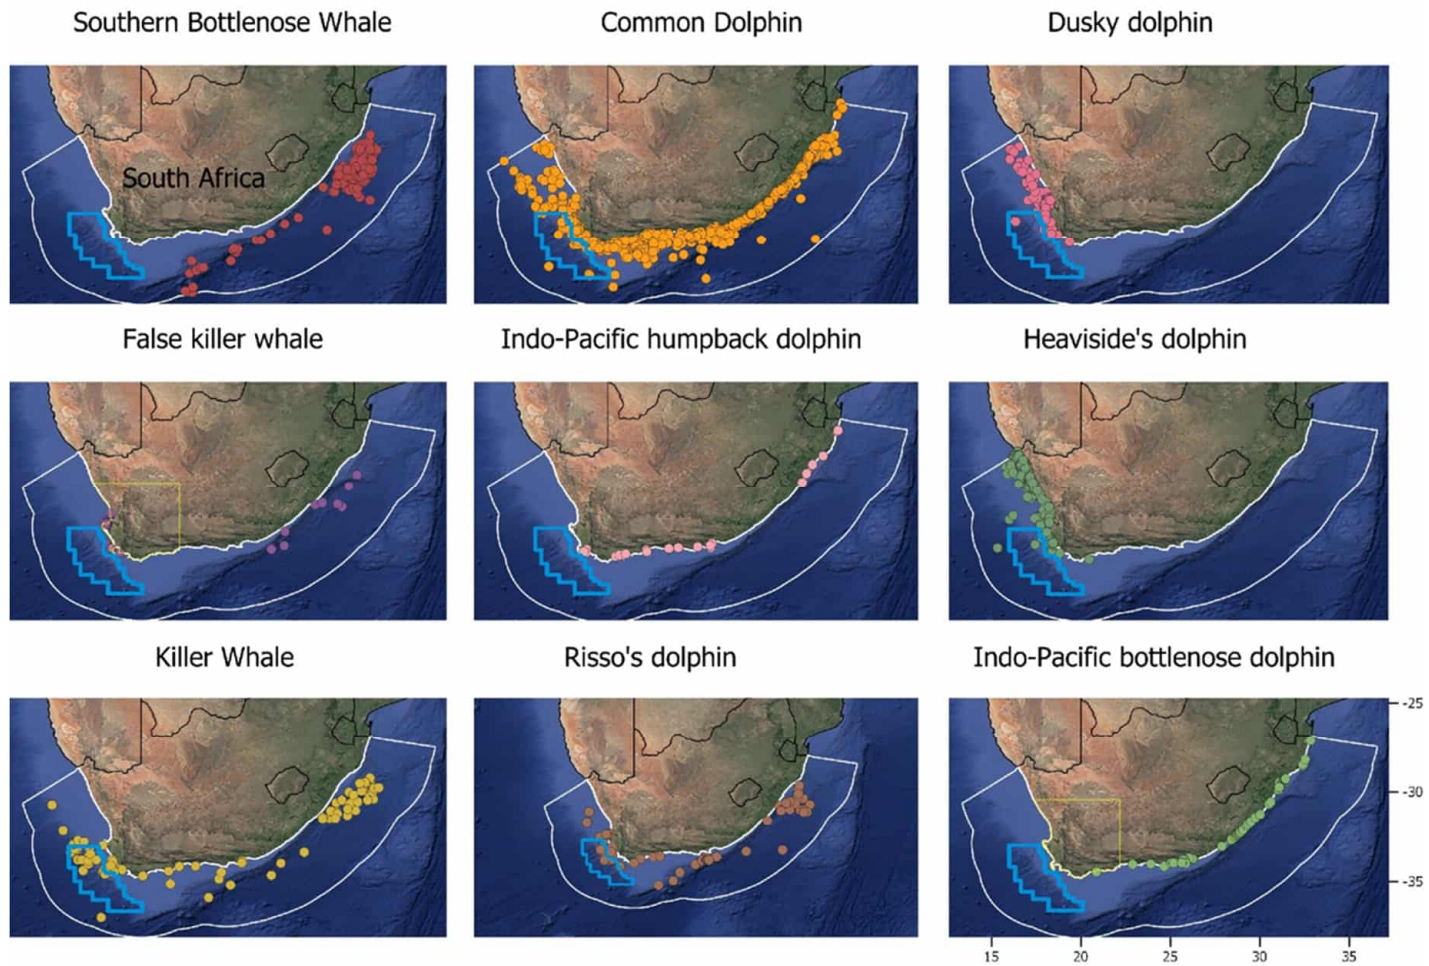 Southern Bottlenose Whale
Common Dolphin
Dusky dolphin
South Africa
False killer whale
Indo-Pacific humpback dolphin
Heaviside's dolphin
Killer Whale
Risso's dolphin
Indo-Pacific bottlenose dolphin
-25
-30
-35
15 20 25 30 35